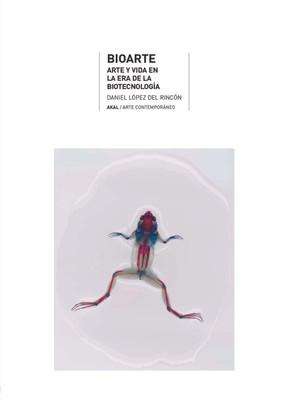 BIOARTE
ARTE Y VIDA EN
LA ERA DE LA
BIOTECNOLOGÍA
DANIEL LÓPEZ DEL RINCÓN
AKAL / ARTE CONTEMPORÁNEO